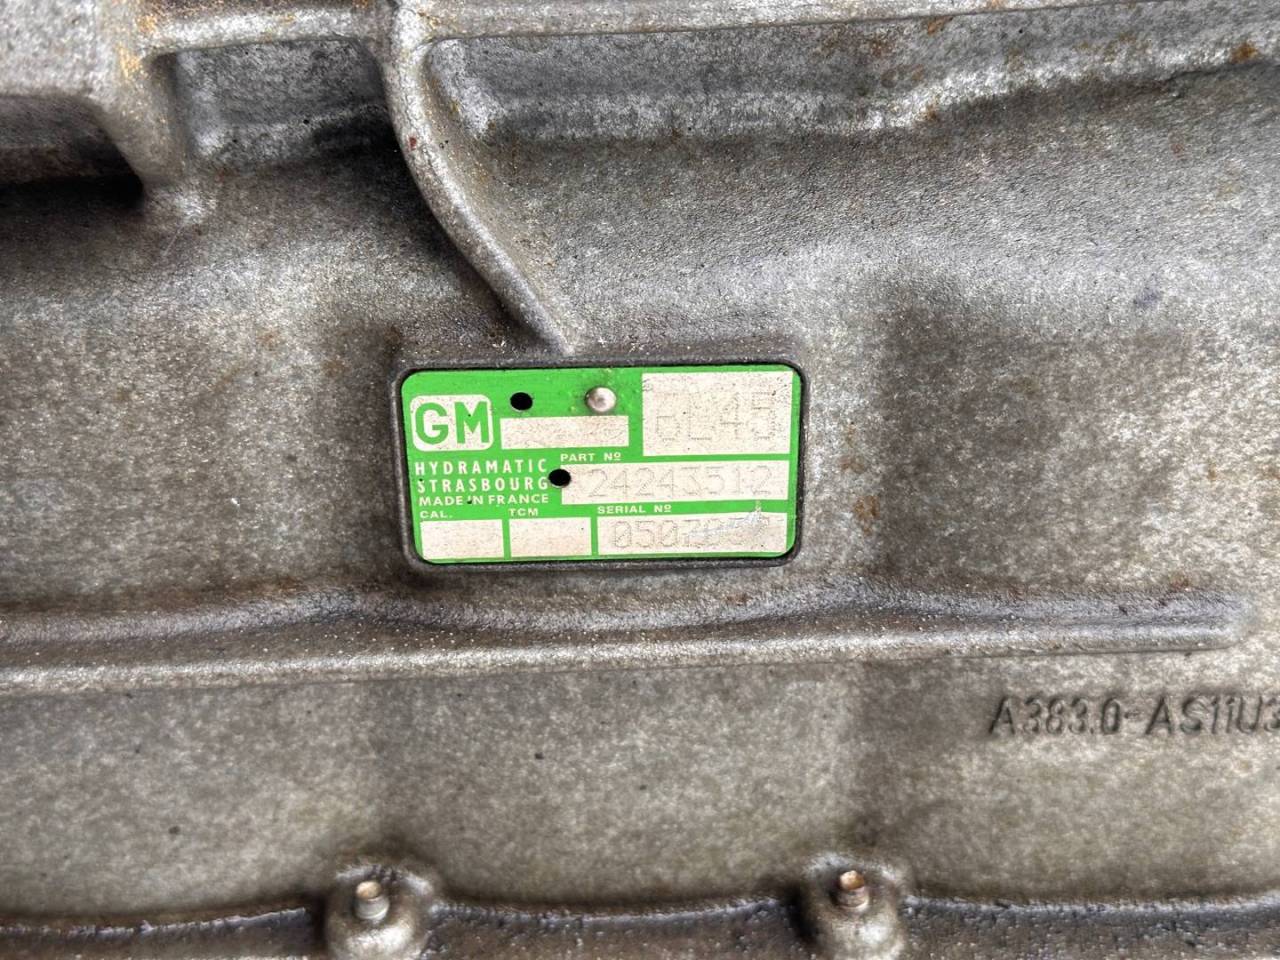 GM
6L45
PART Nº
HYDRAMATIC
STRASBOURG
24243512
MADE IN FRANCE
CAL.
TCM
SERIAL Nº
A383.0-AS11U3